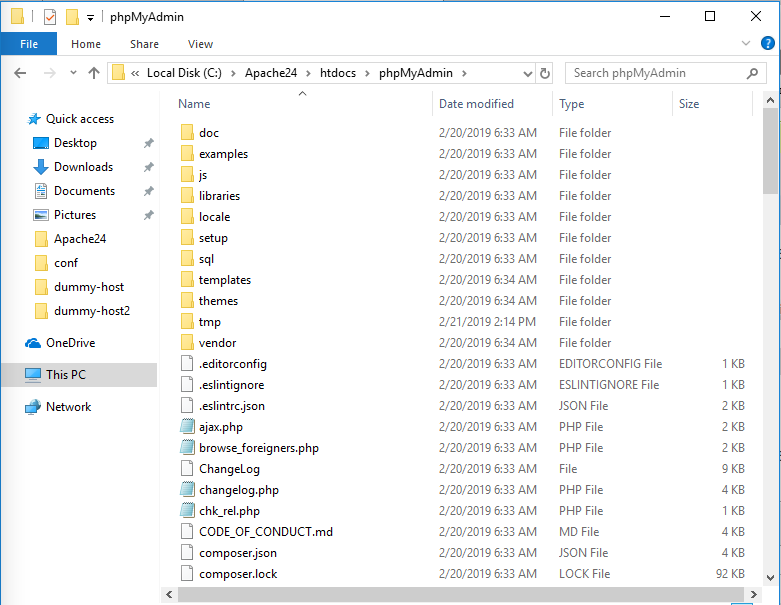 phpMyAdmin
File Home Share View
« Local Disk (C:) > Apache24 > htdocs > phpMyAdmin > Search phpMyAdmin
Name Date modified Type Size
Quick access
Desktop
Downloads
Documents
Pictures
Apache24
conf
dummy-host
dummy-host2
OneDrive
This PC
Network
doc 2/20/2019 6:33 AM File folder
examples 2/20/2019 6:33 AM File folder
js 2/20/2019 6:33 AM File folder
libraries 2/20/2019 6:33 AM File folder
locale 2/20/2019 6:33 AM File folder
setup 2/20/2019 6:33 AM File folder
sql 2/20/2019 6:33 AM File folder
templates 2/20/2019 6:34 AM File folder
themes 2/20/2019 6:34 AM File folder
tmp 2/21/2019 2:14 PM File folder
vendor 2/20/2019 6:34 AM File folder
.editorconfig 2/20/2019 6:33 AM EDITORCONFIG File 1 KB
.eslintignore 2/20/2019 6:33 AM ESLINTIGNORE File 1 KB
.eslintrc.json 2/20/2019 6:33 AM JSON File 2 KB
ajax.php 2/20/2019 6:33 AM PHP File 2 KB
browse_foreigners.php 2/20/2019 6:33 AM PHP File 2 KB
ChangeLog 2/20/2019 6:33 AM File 9 KB
changelog.php 2/20/2019 6:33 AM PHP File 4 KB
chk_rel.php 2/20/2019 6:33 AM PHP File 1 KB
CODE_OF_CONDUCT.md 2/20/2019 6:33 AM MD File 4 KB
composer.json 2/20/2019 6:33 AM JSON File 4 KB
composer.lock 2/20/2019 6:33 AM LOCK File 92 KB